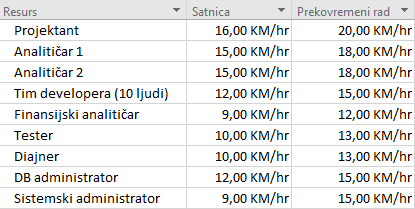 Resurs Satnica Prekovremeni rad
Projektant 16,00 KM/hr 20,00 KM/hr
Analitičar 1 15,00 KM/hr 18,00 KM/hr
Analitičar 2 15,00 KM/hr 18,00 KM/hr
Tim developera (10 ljudi) 12,00 KM/hr 15,00 KM/hr
Finansijski analitičar 9,00 KM/hr 12,00 KM/hr
Tester 10,00 KM/hr 13,00 KM/hr
Diajner 10,00 KM/hr 13,00 KM/hr
DB administrator 12,00 KM/hr 15,00 KM/hr
Sistemski administrator 9,00 KM/hr 15,00 KM/hr